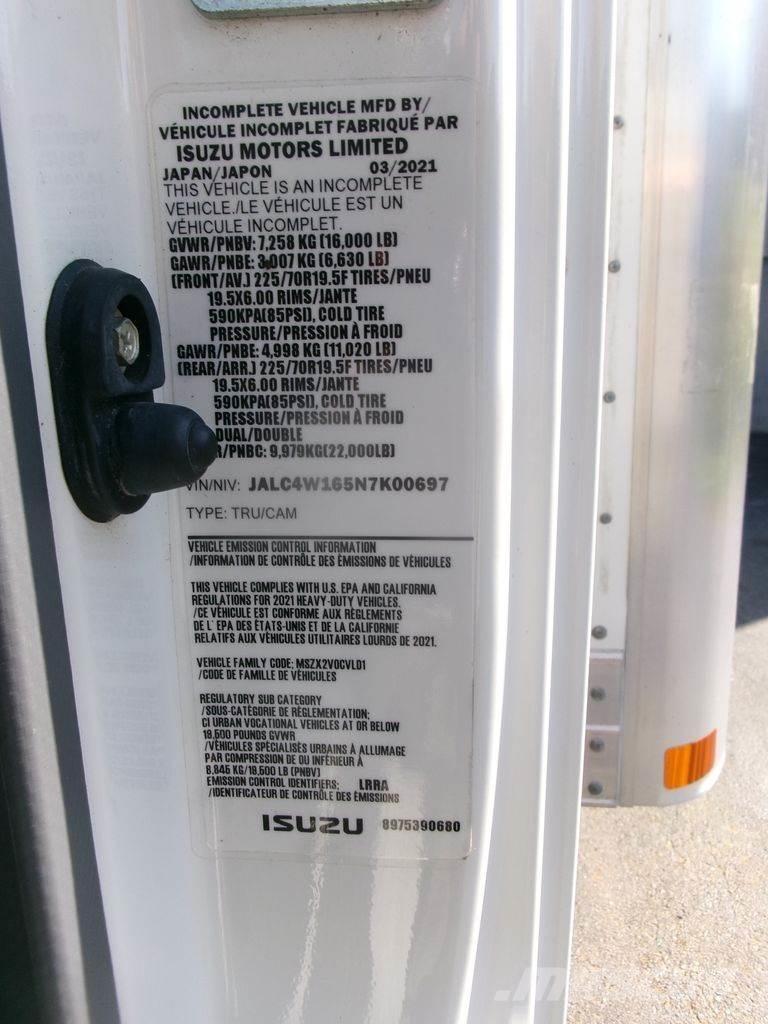 INCOMPLETE VEHICLE MFD BY/
VÉHICULE INCOMPLET FABRIQUÉ PAR
ISUZU MOTORS LIMITED
JAPAN/JAPON 03/2021
THIS VEHICLE IS AN INCOMPLETE
VEHICLE./LE VÉHICULE EST UN
VÉHICULE INCOMPLET.
GVWR/PNBV: 7,258 KG (16,000 LB)
GAWR/PNBE: 3,007 KG (6,630 LB)
(FRONT/AV.) 225/70R19.5F TIRES/PNEU
19.5X6.00 RIMS/JANTE
590KPA(85PSI), COLD TIRE
PRESSURE/PRESSION À FROID
GAWR/PNBE: 4,998 KG (11,020 LB)
(REAR/ARR.) 225/70R19.5F TIRES/PNEU
19.5X6.00 RIMS/JANTE
590KPA(85PSI), COLD TIRE
PRESSURE/PRESSION À FROID
DUAL/DOUBLE
R/PNBC: 9,979KG(22,000LB)
VIN/NIV: JALC4W165N7K00697
TYPE: TRU/CAM
VEHICLE EMISSION CONTROL INFORMATION
/INFORMATION DE CONTRÔLE DES ÉMISSIONS DE VÉHICULES
THIS VEHICLE COMPLIES WITH U.S. EPA AND CALIFORNIA
REGULATIONS FOR 2021 HEAVY-DUTY VEHICLES.
/CE VÉHICULE EST CONFORME AUX RÈGLEMENTS
DE L' EPA DES ÉTATS-UNIS ET DE LA CALIFORNIE
RELATIFS AUX VÉHICULES UTILITAIRES LOURDS DE 2021.
VEHICLE FAMILY CODE; MSZX2VOCVLD1
/CODE DE FAMILLE DE VÉHICULES
REGULATORY SUB CATEGORY
/SOUS-CATÉGORIE DE RÉGLEMENTATION;
CI URBAN VOCATIONAL VEHICLES AT OR BELOW
19,500 POUNDS GVWR
/VÉHICULES SPÉCIALISÉS URBAINS À ALLUMAGE
PAR COMPRESSION DE OU INFÉRIEUR À
8,845 KG/19,500 LB (PNBV)
EMISSION CONTROL IDENTIFIERS; LRRA
/IDENTIFICATEUR DE CONTRÔLE DES ÉMISSIONS
ISUZU 8975390680